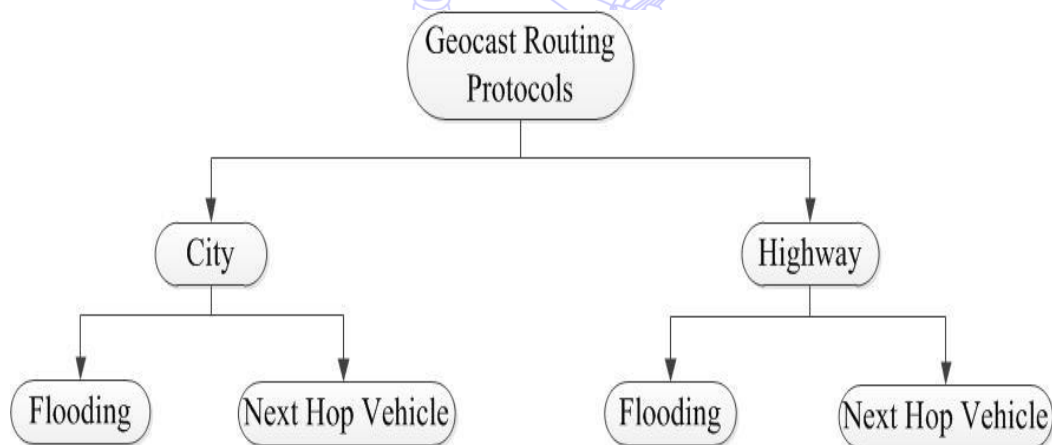 Geocast Routing
Protocols
City
Highway
Flooding
Next Hop Vehicle
Flooding
Next Hop Vehicle